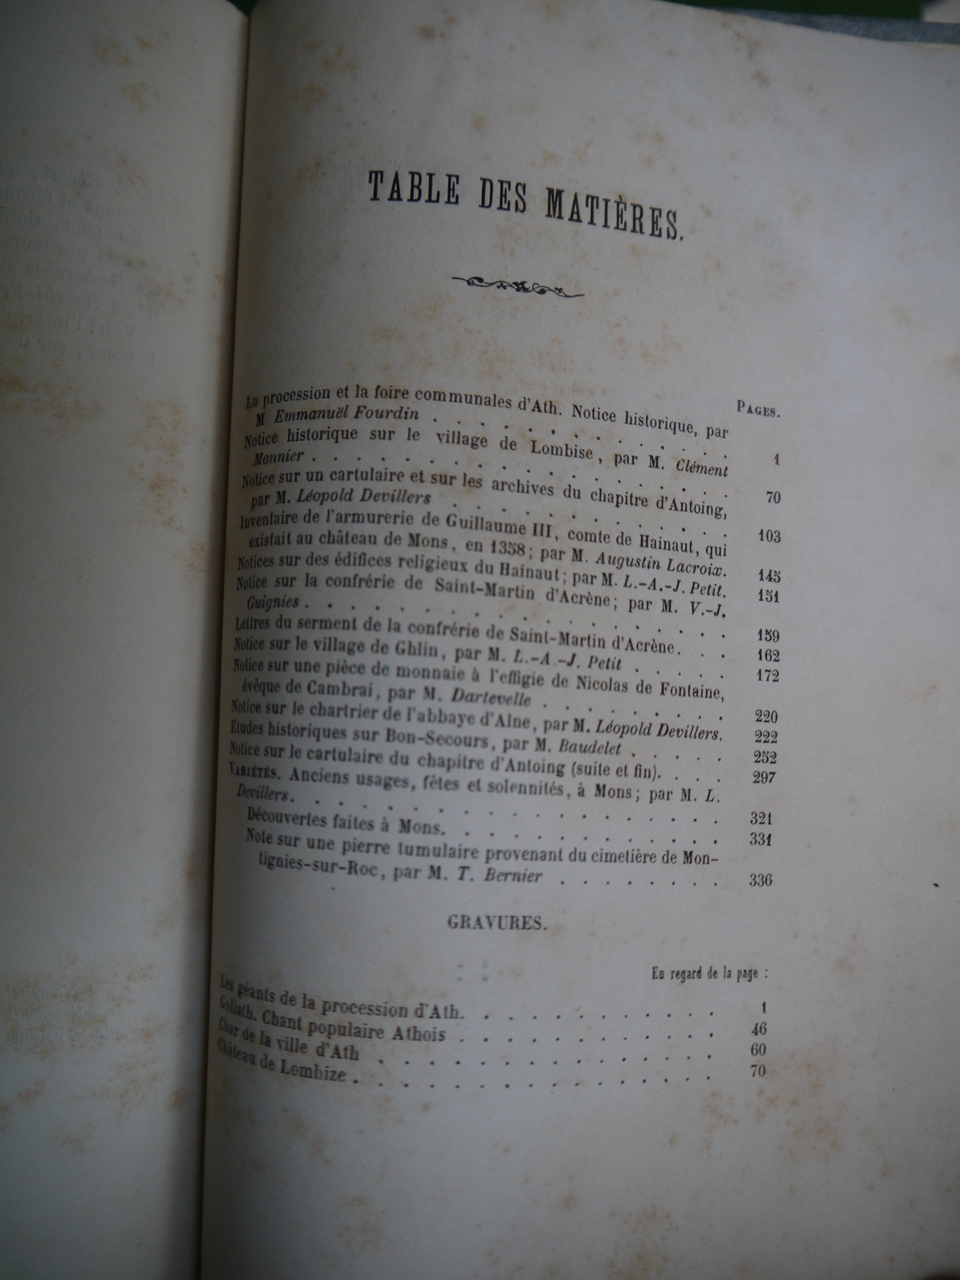 TABLE DES MATIÈRES.
PAGES.
La procession et la foire communales d'Ath. Notice historique, par
M Emmanuël Fourdin . . . . . . . . . . . . 1
Notice historique sur le village de Lombise, par M. Clément
Monnier . . . . . . . . . . . . . . . . 70
Notice sur un cartulaire et sur les archives du chapitre d'Antoing,
par M. Léopold Devillers . . . . . . . . . . . 103
Inventaire de l'armurerie de Guillaume III, comte de Hainaut, qui
existait au château de Mons, en 1358; par M. Augustin Lacroix. 145
Notices sur des édifices religieux du Hainaut; par M. L.-A.-J. Petit. 151
Notice sur la confrérie de Saint-Martin d'Acrène; par M. V.-J.
Guignies . . . . . . . . . . . . . . . . 159
Lettres du serment de la confrérie de Saint-Martin d'Acrène. . . 162
Notice sur le village de Ghlin, par M. L.-A-J. Petit . . . . . 172
Notice sur une pièce de monnaie à l'effigie de Nicolas de Fontaine,
évêque de Cambrai, par M. Dartevelle . . . . . . . . 220
Notice sur le chartrier de l'abbaye d'Alne, par M. Léopold Devillers. 222
Études historiques sur Bon-Secours, par M. Baudelet . . . . . 252
Notice sur le cartulaire du chapitre d'Antoing (suite et fin). . . . 297
VARIÉTÉS. Anciens usages, fêtes et solennités, à Mons; par M. L.
Devillers. . . . . . . . . . . . . . . . . 321
Découvertes faites à Mons. . . . . . . . . . . . 331
Note sur une pierre tumulaire provenant du cimetière de Mon-
tignies-sur-Roc, par M. T. Bernier . . . . . . . . 336
GRAVURES.
En regard de la page :
Les géants de la procession d'Ath. . . . . . . . . . . 1
Goliath. Chant populaire Athois . . . . . . . . . . . 46
Char de la ville d'Ath . . . . . . . . . . . . . . 60
Château de Lombize . . . . . . . . . . . . . . . 70